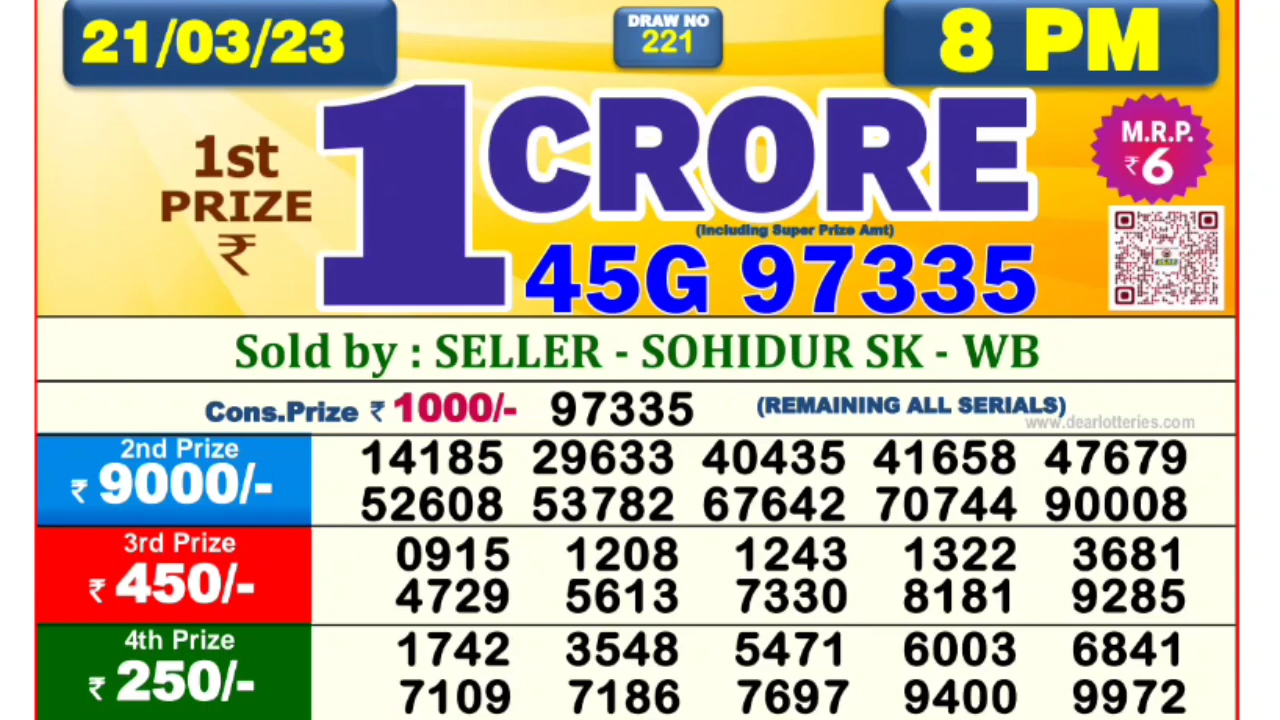 21/03/23
DRAW NO
221
8 PM
1st
PRIZE
₹
1 CRORE
(Including Super Prize Amt)
45G 97335
M.R.P.
₹6
Sold by : SELLER - SOHIDUR SK - WB
Cons.Prize ₹ 1000/- 97335 (REMAINING ALL SERIALS)
www.dearlotteries.com
2nd Prize
₹ 9000/-
14185 29633 40435 41658 47679
52608 53782 67642 70744 90008
3rd Prize
₹ 450/-
0915 1208 1243 1322 3681
4729 5613 7330 8181 9285
4th Prize
₹ 250/-
1742 3548 5471 6003 6841
7109 7186 7697 9400 9972